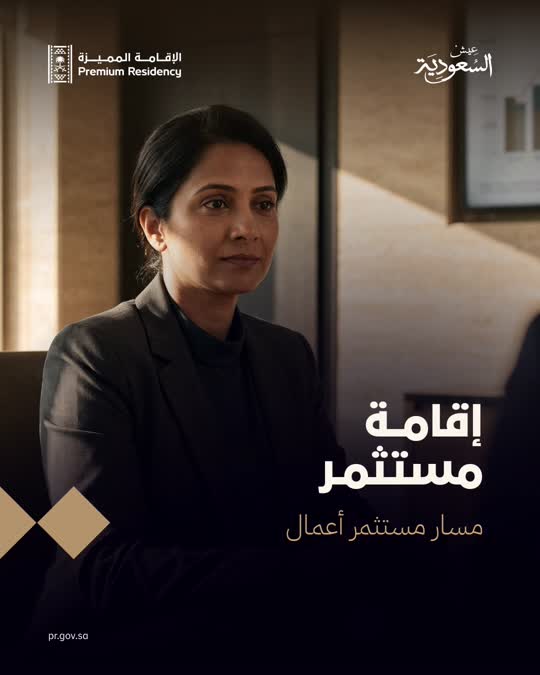 الإقامة المميزة
Premium Residency
عيش
السعودية
إقامة
مستثمر
مسار مستثمر أعمال
pr.gov.sa